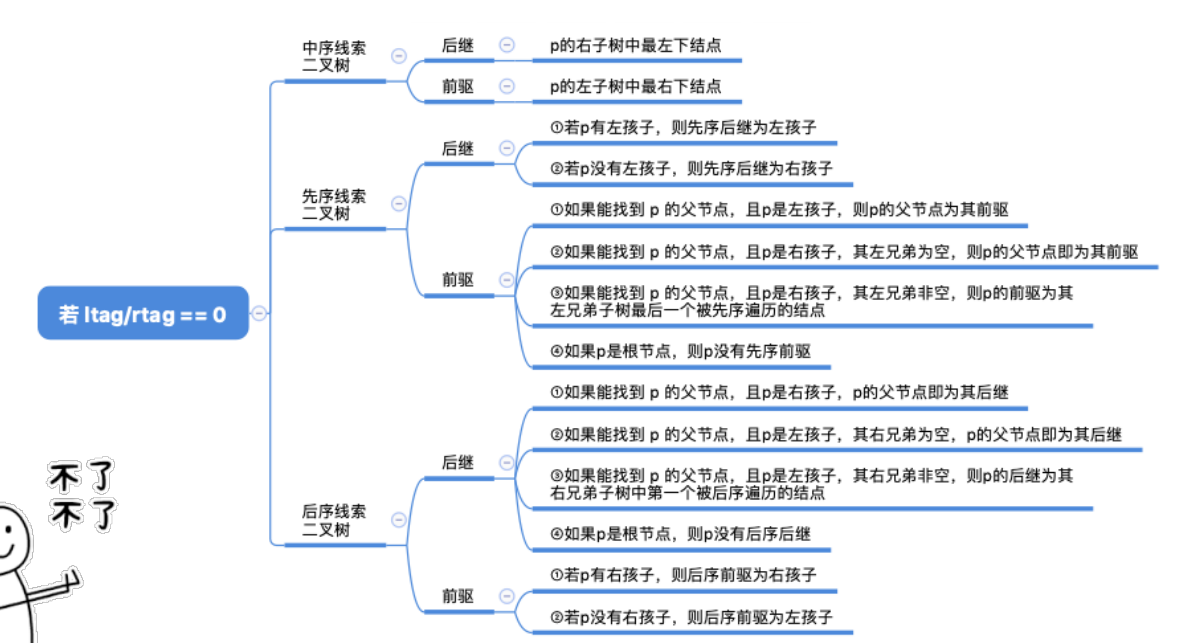 若 ltag/rtag == 0
中序线索
二叉树
后继
p的右子树中最左下结点
前驱
p的左子树中最右下结点
先序线索
二叉树
后继
①若p有左孩子，则先序后继为左孩子
②若p没有左孩子，则先序后继为右孩子
前驱
①如果能找到 p 的父节点，且p是左孩子，则p的父节点为其前驱
②如果能找到 p 的父节点，且p是右孩子，其左兄弟为空，则p的父节点即为其前驱
③如果能找到 p 的父节点，且p是右孩子，其左兄弟非空，则p的前驱为其
左兄弟子树最后一个被先序遍历的结点
④如果p是根节点，则p没有先序前驱
后序线索
二叉树
后继
①如果能找到 p 的父节点，且p是右孩子，p的父节点即为其后继
②如果能找到 p 的父节点，且p是左孩子，其右兄弟为空，p的父节点即为其后继
③如果能找到 p 的父节点，且p是左孩子，其右兄弟非空，则p的后继为其
右兄弟子树中第一个被后序遍历的结点
④如果p是根节点，则p没有后序后继
前驱
①若p有右孩子，则后序前驱为右孩子
②若p没有右孩子，则后序前驱为左孩子
不了
不了